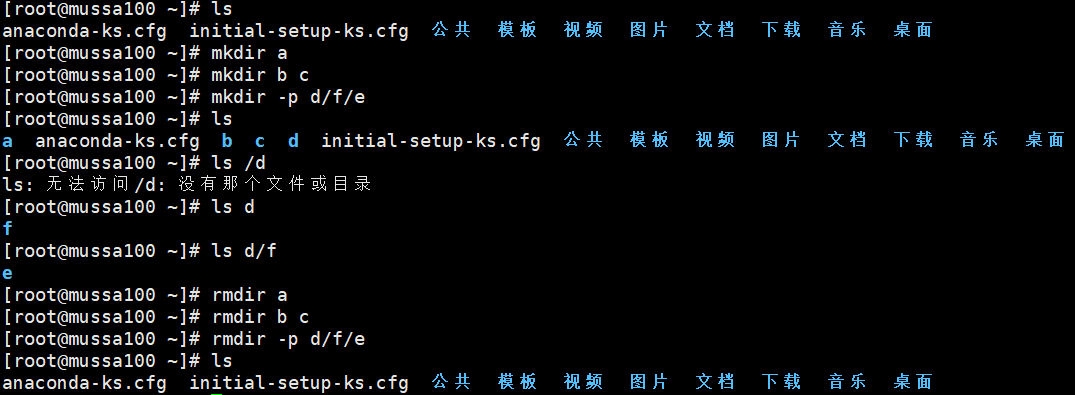 [root@mussa100 ~]# ls
anaconda-ks.cfg  initial-setup-ks.cfg  公共  模板  视频  图片  文档  下载  音乐  桌面
[root@mussa100 ~]# mkdir a
[root@mussa100 ~]# mkdir b c
[root@mussa100 ~]# mkdir -p d/f/e
[root@mussa100 ~]# ls
a  anaconda-ks.cfg  b  c  d  initial-setup-ks.cfg  公共  模板  视频  图片  文档  下载  音乐  桌面
[root@mussa100 ~]# ls /d
ls: 无法访问/d: 没有那个文件或目录
[root@mussa100 ~]# ls d
f
[root@mussa100 ~]# ls d/f
e
[root@mussa100 ~]# rmdir a
[root@mussa100 ~]# rmdir b c
[root@mussa100 ~]# rmdir -p d/f/e
[root@mussa100 ~]# ls
anaconda-ks.cfg  initial-setup-ks.cfg  公共  模板  视频  图片  文档  下载  音乐  桌面